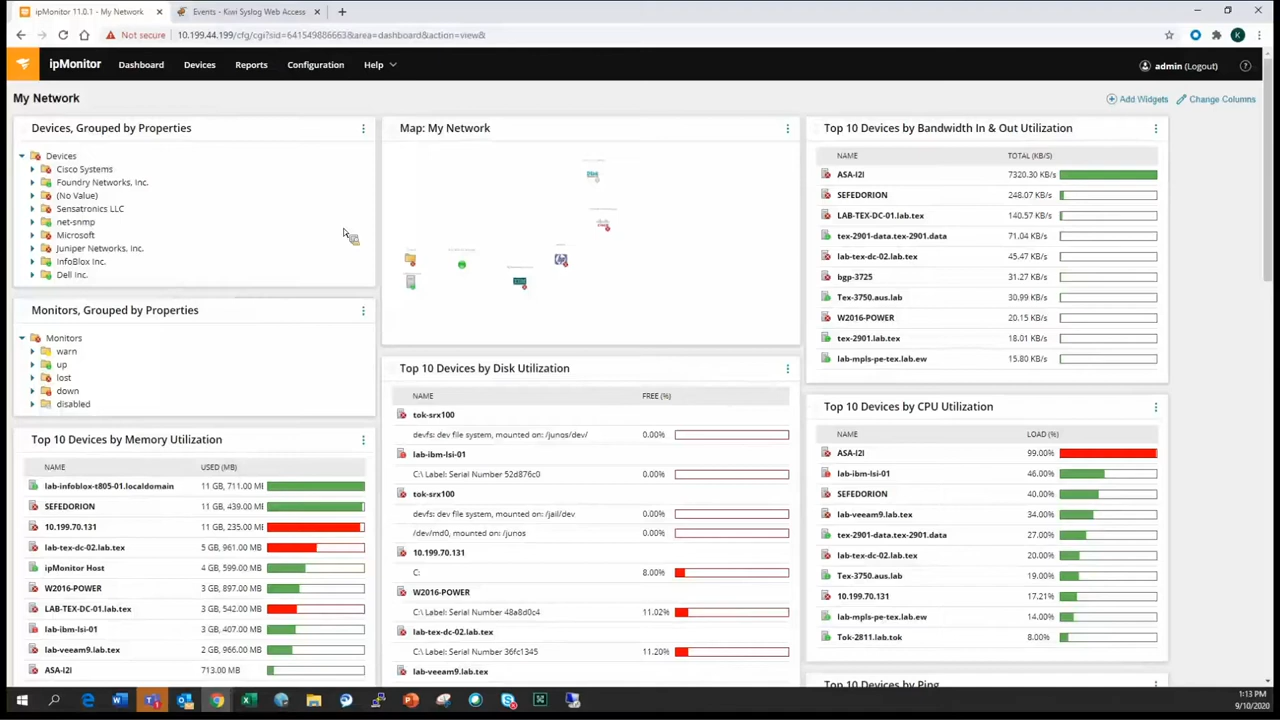 ipMonitor 11.0.1 - My Network
Events - Kiwi Syslog Web Access
Not secure
10.199.44.199/cfg/cgi?sid=641549886663&area=dashboard&action=view&
K
ipMonitor
Dashboard
Devices
Reports
Configuration
Help
admin (Logout)
My Network
Add Widgets
Change Columns
Devices, Grouped by Properties
Devices
Cisco Systems
Foundry Networks, Inc.
(No Value)
Sensatronics LLC
net-snmp
Microsoft
Juniper Networks, Inc.
InfoBlox Inc.
Dell Inc.
Monitors, Grouped by Properties
Monitors
warn
up
lost
down
disabled
Top 10 Devices by Memory Utilization
NAME USED (MB)
lab-infoblox-t805-01.localdomain 11 GB, 711.00 MI
SEFEDORION 11 GB, 439.00 MI
10.199.70.131 11 GB, 235.00 MI
lab-tex-dc-02.lab.tex 5 GB, 961.00 MB
ipMonitor Host 4 GB, 599.00 MB
W2016-POWER 3 GB, 897.00 MB
LAB-TEX-DC-01.lab.tex 3 GB, 542.00 MB
lab-ibm-lsi-01 3 GB, 407.00 MB
lab-veeam9.lab.tex 2 GB, 966.00 MB
ASA-I2I 713.00 MB
Map: My Network
Top 10 Devices by Disk Utilization
NAME FREE (%)
tok-srx100
devfs: dev file system, mounted on: /junos/dev/ 0.00%
lab-ibm-lsi-01
C:\ Label: Serial Number 52d876c0 0.00%
tok-srx100
devfs: dev file system, mounted on: /jail/dev 0.00%
/dev/md0, mounted on: /junos 0.00%
10.199.70.131
C: 8.00%
W2016-POWER
C:\ Label: Serial Number 48a8d0c4 11.02%
lab-tex-dc-02.lab.tex
C:\ Label: Serial Number 36fc1345 11.20%
lab-veeam9.lab.tex
Top 10 Devices by Bandwidth In & Out Utilization
NAME TOTAL (KB/S)
ASA-I2I 7320.30 KB/s
SEFEDORION 248.07 KB/s
LAB-TEX-DC-01.lab.tex 140.57 KB/s
tex-2901-data.tex-2901.data 71.04 KB/s
lab-tex-dc-02.lab.tex 45.47 KB/s
bgp-3725 31.27 KB/s
Tex-3750.aus.lab 30.99 KB/s
W2016-POWER 20.15 KB/s
tex-2901.lab.tex 18.01 KB/s
lab-mpls-pe-tex.lab.ew 15.80 KB/s
Top 10 Devices by CPU Utilization
NAME LOAD (%)
ASA-I2I 99.00%
lab-ibm-lsi-01 46.00%
SEFEDORION 40.00%
lab-veeam9.lab.tex 34.00%
tex-2901-data.tex-2901.data 27.00%
lab-tex-dc-02.lab.tex 20.00%
Tex-3750.aus.lab 19.00%
10.199.70.131 17.21%
lab-mpls-pe-tex.lab.ew 14.00%
Tok-2811.lab.tok 8.00%
Top 10 Devices by Ping
1:13 PM
9/10/2020